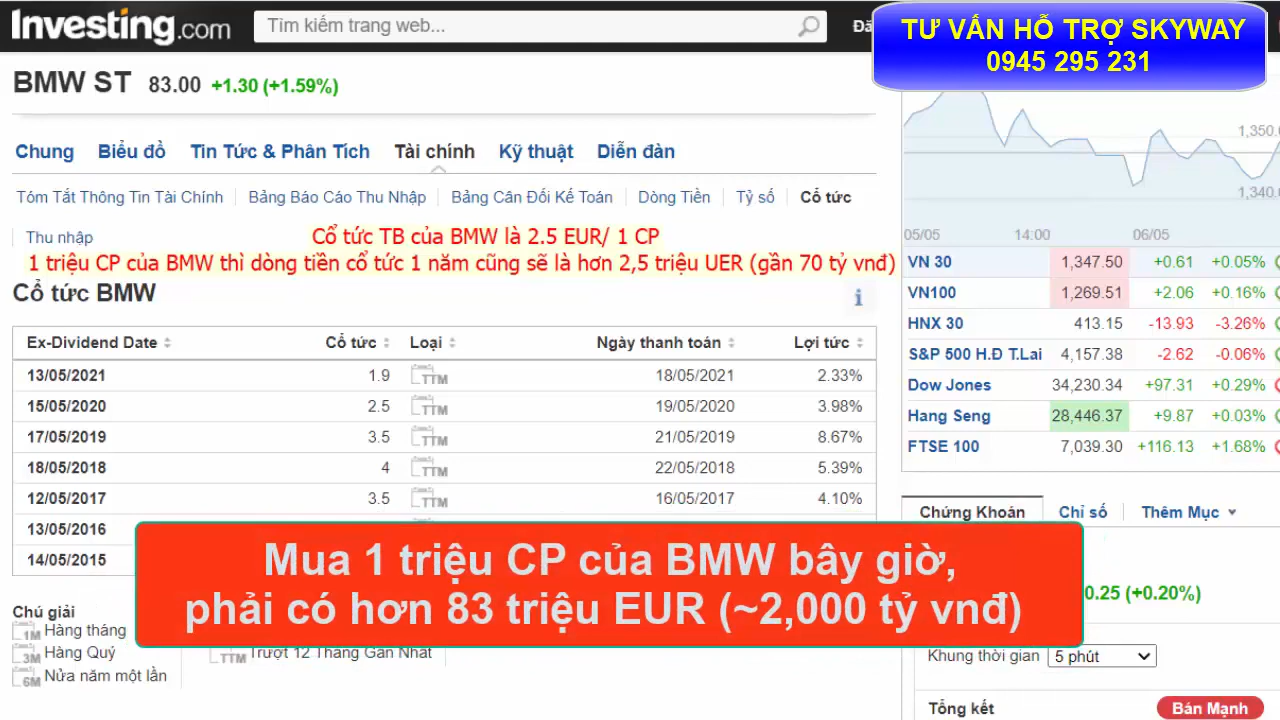 Investing.com
Tìm kiếm trang web...
TƯ VẤN HỖ TRỢ SKYWAY
0945 295 231
BMW ST 83.00 +1.30 (+1.59%)
Chung Biểu đồ Tin Tức & Phân Tích Tài chính Kỹ thuật Diễn đàn
Tóm Tắt Thông Tin Tài Chính Bảng Báo Cáo Thu Nhập Bảng Cân Đối Kế Toán Dòng Tiền Tỷ số Cổ tức
Thu nhập
Cổ tức TB của BMW là 2.5 EUR/ 1 CP
1 triệu CP của BMW thì dòng tiền cổ tức 1 năm cũng sẽ là hơn 2,5 triệu UER (gần 70 tỷ vnđ)
Cổ tức BMW
Ex-Dividend Date Cổ tức Loại Ngày thanh toán Lợi tức
13/05/2021 1.9 TTM 18/05/2021 2.33%
15/05/2020 2.5 TTM 19/05/2020 3.98%
17/05/2019 3.5 TTM 21/05/2019 8.67%
18/05/2018 4 TTM 22/05/2018 5.39%
12/05/2017 3.5 TTM 16/05/2017 4.10%
13/05/2016
14/05/2015
Mua 1 triệu CP của BMW bây giờ,
phải có hơn 83 triệu EUR (~2,000 tỷ vnđ)
Chú giải
1M Hàng tháng
3M Hàng Quý
TTM Trượt 12 Tháng Gần Nhất
6M Nửa năm một lần
1,350.
1,340.
05/05 14:00 06/05
VN 30 1,347.50 +0.61 +0.05%
VN100 1,269.51 +2.06 +0.16%
HNX 30 413.15 -13.93 -3.26%
S&P 500 H.Đ T.Lai 4,157.38 -2.62 -0.06%
Dow Jones 34,230.34 +97.31 +0.29%
Hang Seng 28,446.37 +9.87 +0.03%
FTSE 100 7,039.30 +116.13 +1.68%
Chứng Khoán Chỉ số Thêm Mục
0.25 (+0.20%)
Khung thời gian 5 phút
Tổng kết Bán Mạnh